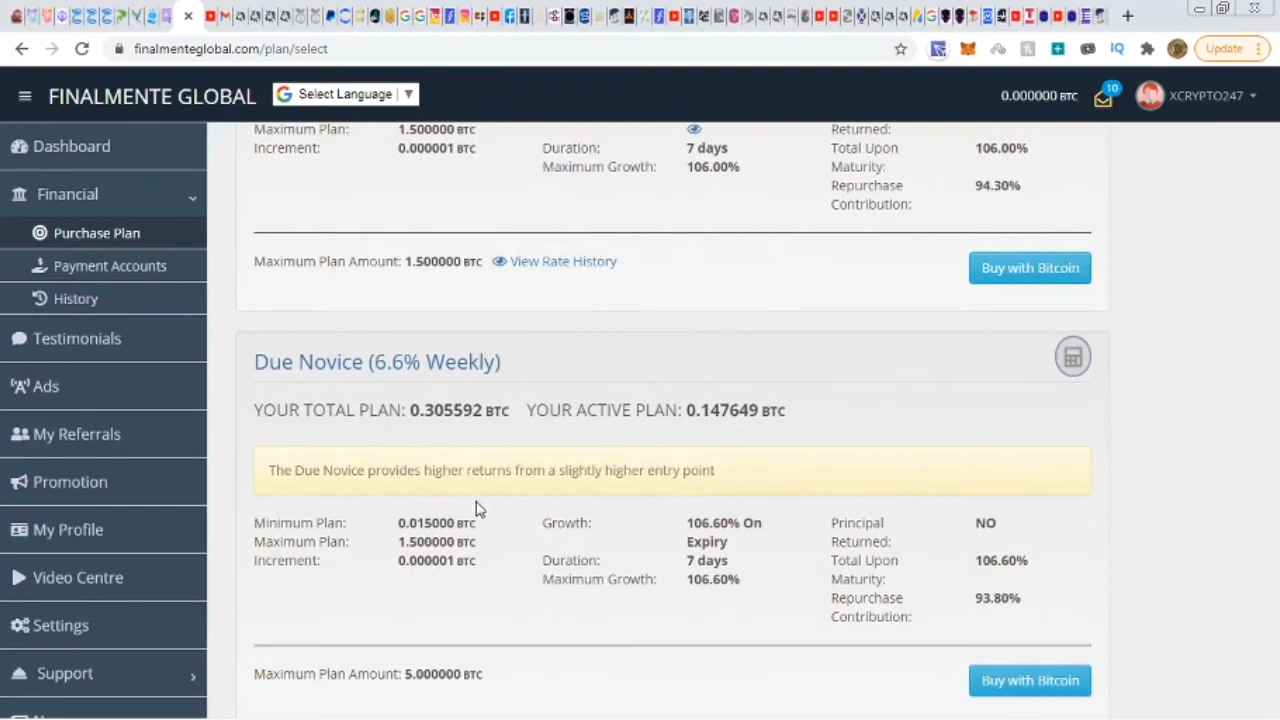 finalmenteglobal.com/plan/select
Update
FINALMENTE GLOBAL
Select Language
0.000000 BTC
10
XCRYPTO247
Dashboard
Financial
Purchase Plan
Payment Accounts
History
Testimonials
Ads
My Referrals
Promotion
My Profile
Video Centre
Settings
Support
Maximum Plan: 1.500000 BTC
Increment: 0.000001 BTC
Duration: 7 days
Maximum Growth: 106.00%
Returned:
Total Upon 106.00%
Maturity:
Repurchase 94.30%
Contribution:
Maximum Plan Amount: 1.500000 BTC View Rate History
Buy with Bitcoin
Due Novice (6.6% Weekly)
YOUR TOTAL PLAN: 0.305592 BTC YOUR ACTIVE PLAN: 0.147649 BTC
The Due Novice provides higher returns from a slightly higher entry point
Minimum Plan: 0.015000 BTC
Maximum Plan: 1.500000 BTC
Increment: 0.000001 BTC
Growth: 106.60% On
Expiry
Duration: 7 days
Maximum Growth: 106.60%
Principal NO
Returned:
Total Upon 106.60%
Maturity:
Repurchase 93.80%
Contribution:
Maximum Plan Amount: 5.000000 BTC
Buy with Bitcoin